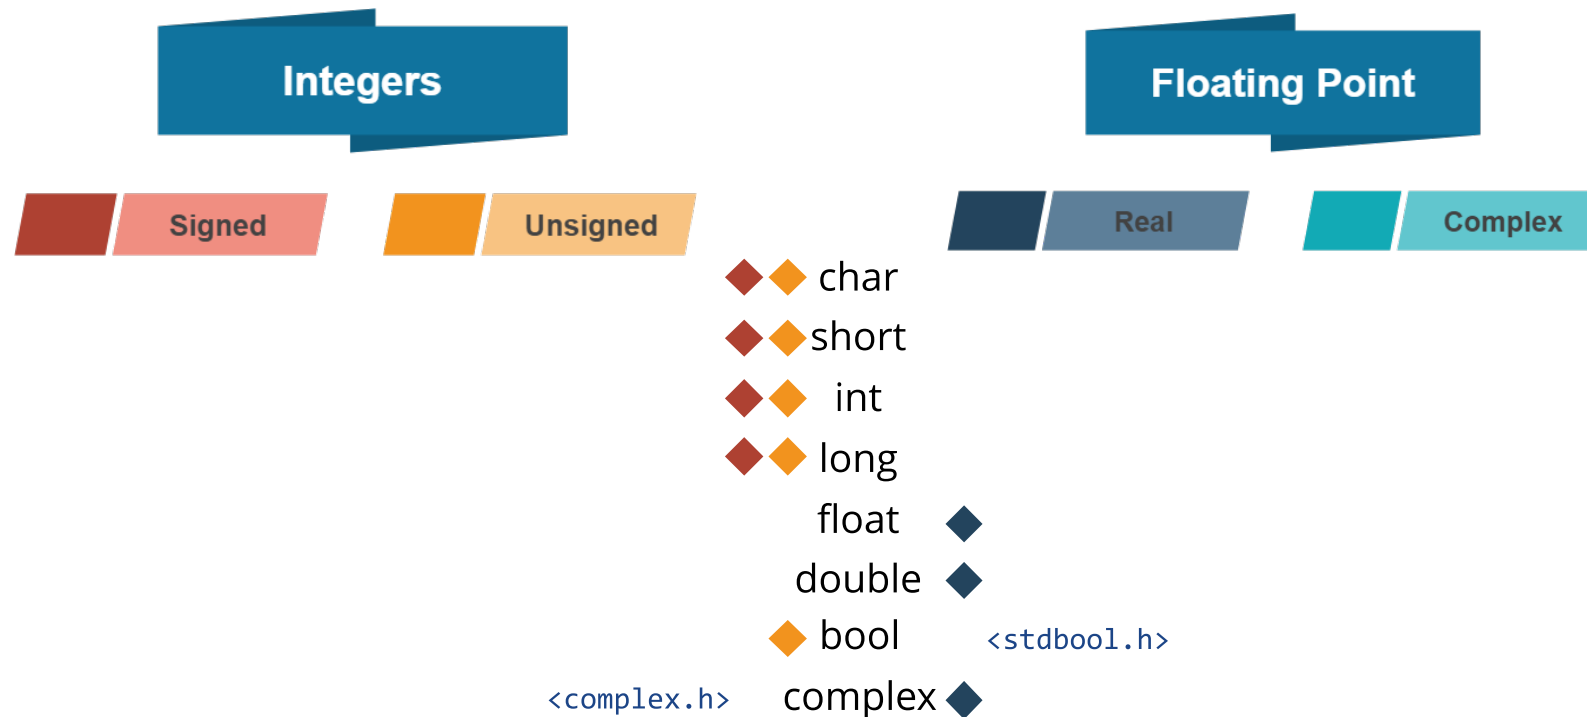 Integers
Floating Point
Signed
Unsigned
Real
Complex
char
short
int
long
float
double
bool <stdbool.h>
<complex.h> complex